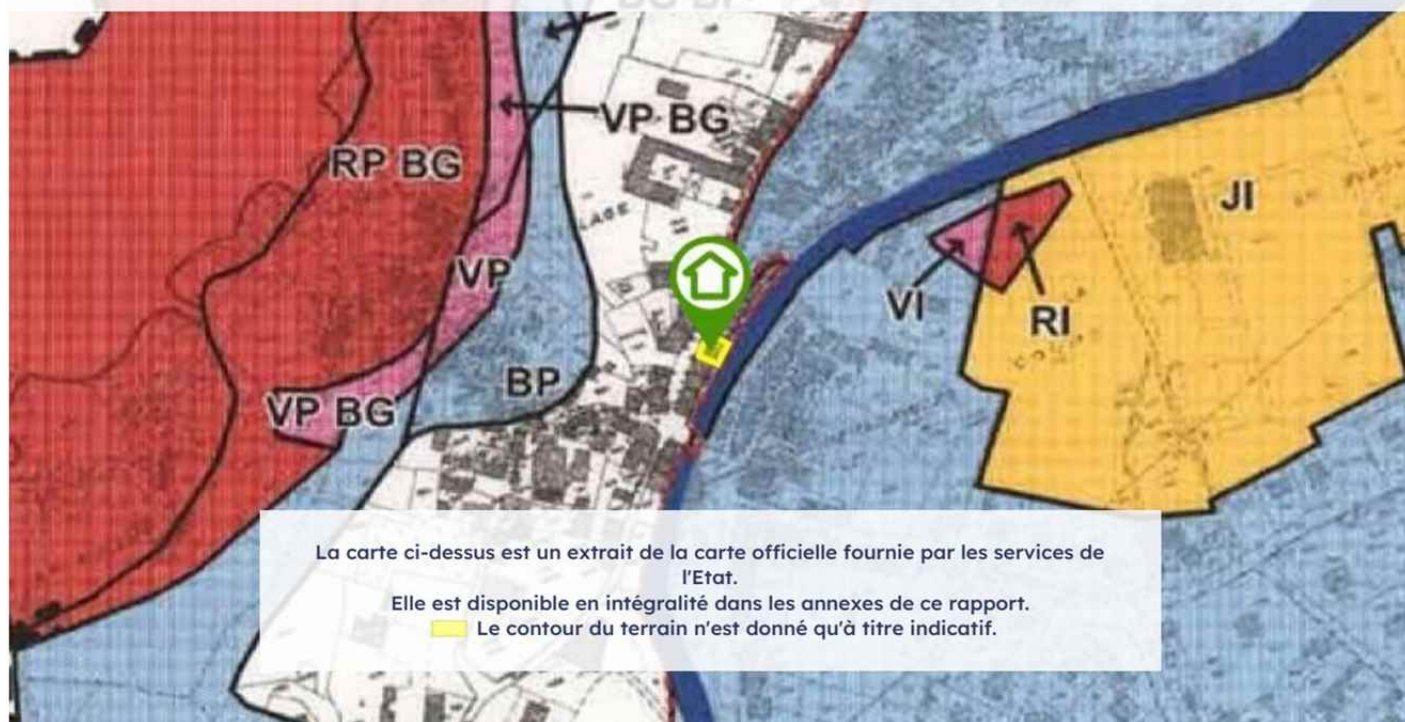 VP BG
RP BG
JI
LAGE
VP
VI
RI
BP
VP BG
La carte ci-dessus est un extrait de la carte officielle fournie par les services de
l'Etat.
Elle est disponible en intégralité dans les annexes de ce rapport.
Le contour du terrain n'est donné qu'à titre indicatif.